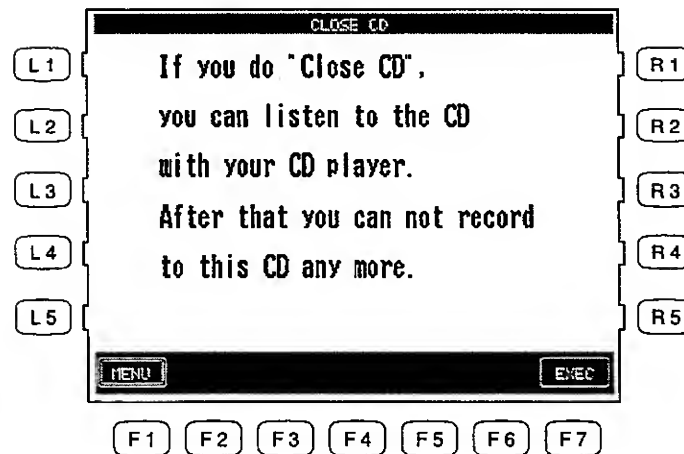 CLOSE CD
L1 If you do "Close CD", R1
L2 you can listen to the CD R2
with your CD player.
L3 R3
After that you can not record
L4 to this CD any more. R4
L5 R5
MENU EXEC
F1 F2 F3 F4 F5 F6 F7